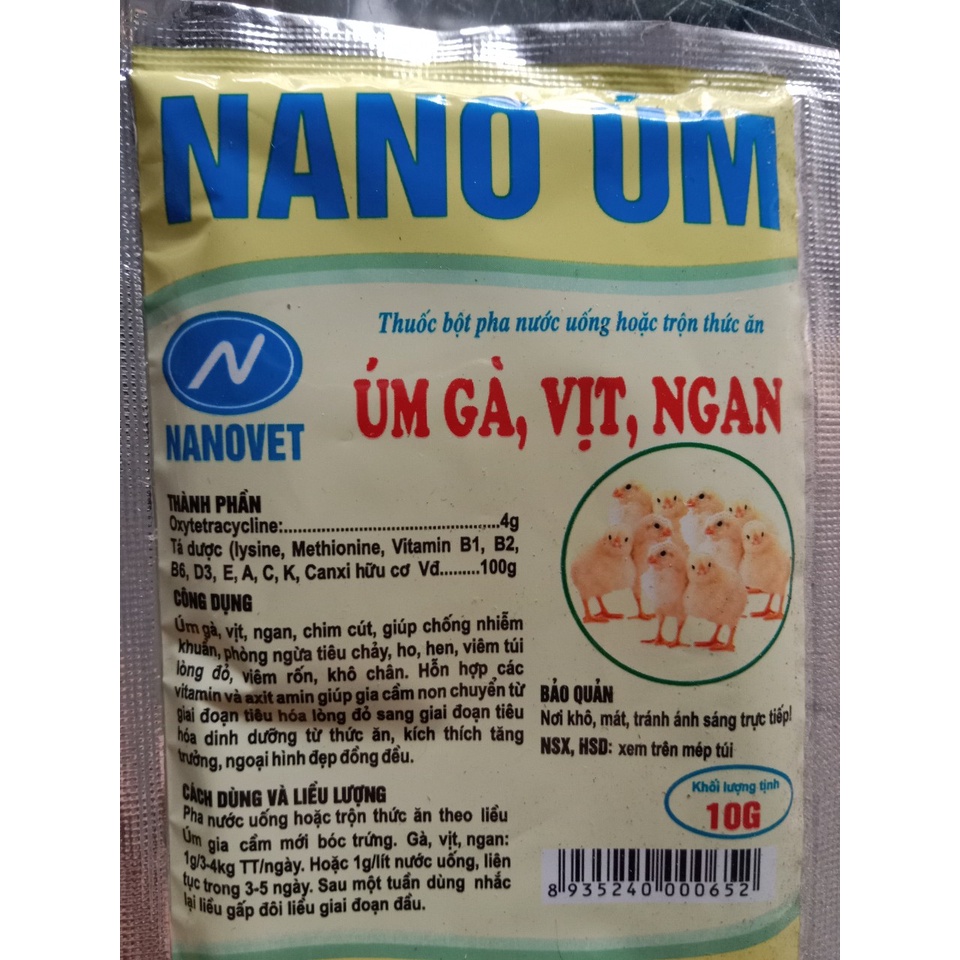 NANO ÚM
Thuốc bột pha nước uống hoặc trộn thức ăn
N
NANOVET
ÚM GÀ, VỊT, NGAN
THÀNH PHẦN
Oxytetracycline:................................................4g
Tá dược (lysine, Methionine, Vitamin B1, B2,
B6, D3, E, A, C, K, Canxi hữu cơ Vđ.........100g
CÔNG DỤNG
Úm gà, vịt, ngan, chim cút, giúp chống nhiễm
khuẩn, phòng ngừa tiêu chảy, ho, hen, viêm túi
lòng đỏ, viêm rốn, khô chân. Hỗn hợp các
vitamin và axit amin giúp gia cầm non chuyển từ
giai đoạn tiêu hóa lòng đỏ sang giai đoạn tiêu
hóa dinh dưỡng từ thức ăn, kích thích tăng
trưởng, ngoại hình đẹp đồng đều.
CÁCH DÙNG VÀ LIỀU LƯỢNG
Pha nước uống hoặc trộn thức ăn theo liều
Úm gia cầm mới bóc trứng. Gà, vịt, ngan:
1g/3-4kg TT/ngày. Hoặc 1g/lít nước uống, liên
tục trong 3-5 ngày. Sau một tuần dùng nhắc
lại liều gấp đôi liều giai đoạn đầu.
BẢO QUẢN
Nơi khô, mát, tránh ánh sáng trực tiếp!
NSX, HSD: xem trên mép túi
Khối lượng tịnh
10G
8 935240 000652